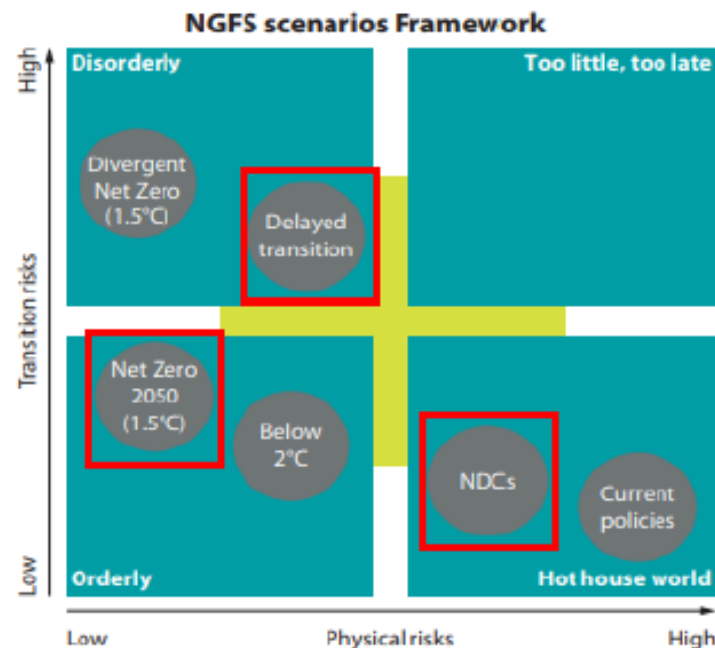 NGFS scenarios Framework
High
Disorderly
Too little, too late
Divergent
Net Zero
(1.5°C)
Delayed
transition
Transition risks
Net Zero
2050
(1.5°C)
Below
2°C
NDCs
Current
policies
Low
Orderly
Hot house world
Low
Physical risks
High